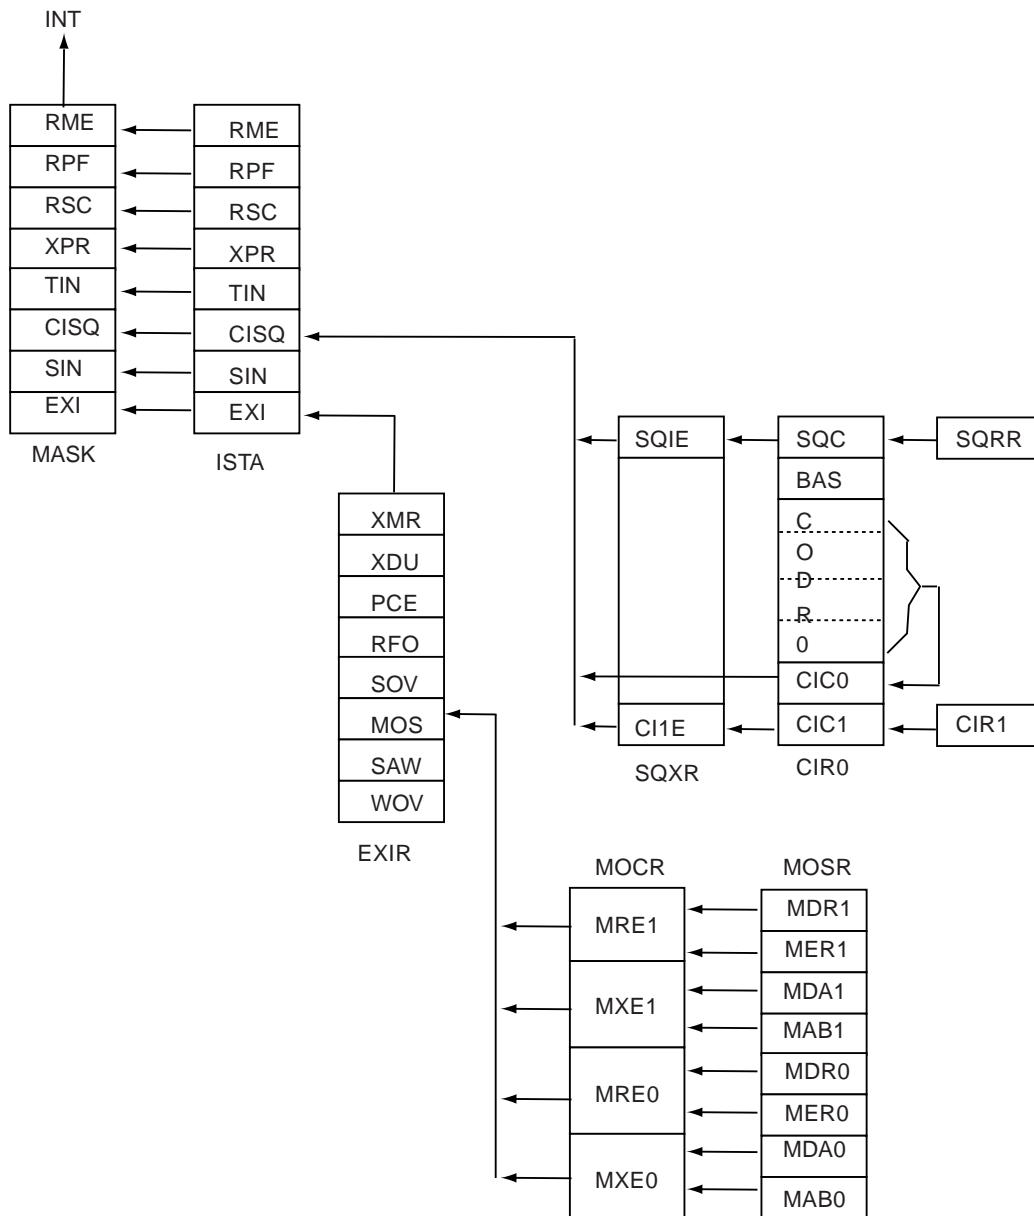 INT
RME
RPF
RSC
XPR
TIN
CISQ
SIN
EXI
MASK
RME
RPF
RSC
XPR
TIN
CISQ
SIN
EXI
ISTA
XMR
XDU
PCE
RFO
SOV
MOS
SAW
WOV
EXIR
SQIE
CI1E
SQXR
SQC
BAS
C
O
D
R
0
CIC0
CIC1
CIR0
SQRR
CIR1
MOCR
MRE1
MXE1
MRE0
MXE0
MOSR
MDR1
MER1
MDA1
MAB1
MDR0
MER0
MDA0
MAB0